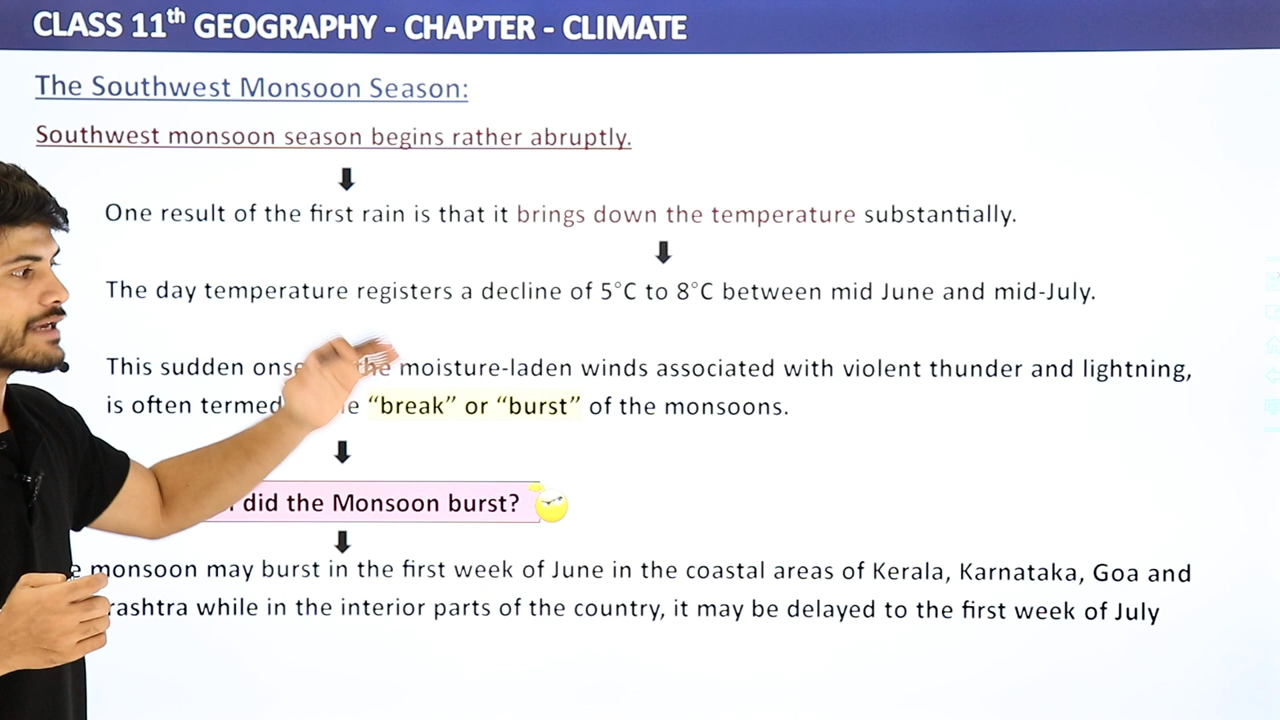 CLASS 11th GEOGRAPHY - CHAPTER - CLIMATE
The Southwest Monsoon Season:
Southwest monsoon season begins rather abruptly.
One result of the first rain is that it brings down the temperature substantially.
The day temperature registers a decline of 5°C to 8°C between mid June and mid-July.
This sudden the moisture-laden winds associated with violent thunder and lightning,
is often termed "break" or "burst" of the monsoons.
did the Monsoon burst?
monsoon may burst in the first week of June in the coastal areas of Kerala, Karnataka, Goa and
while in the interior parts of the country, it may be delayed to the first week of July